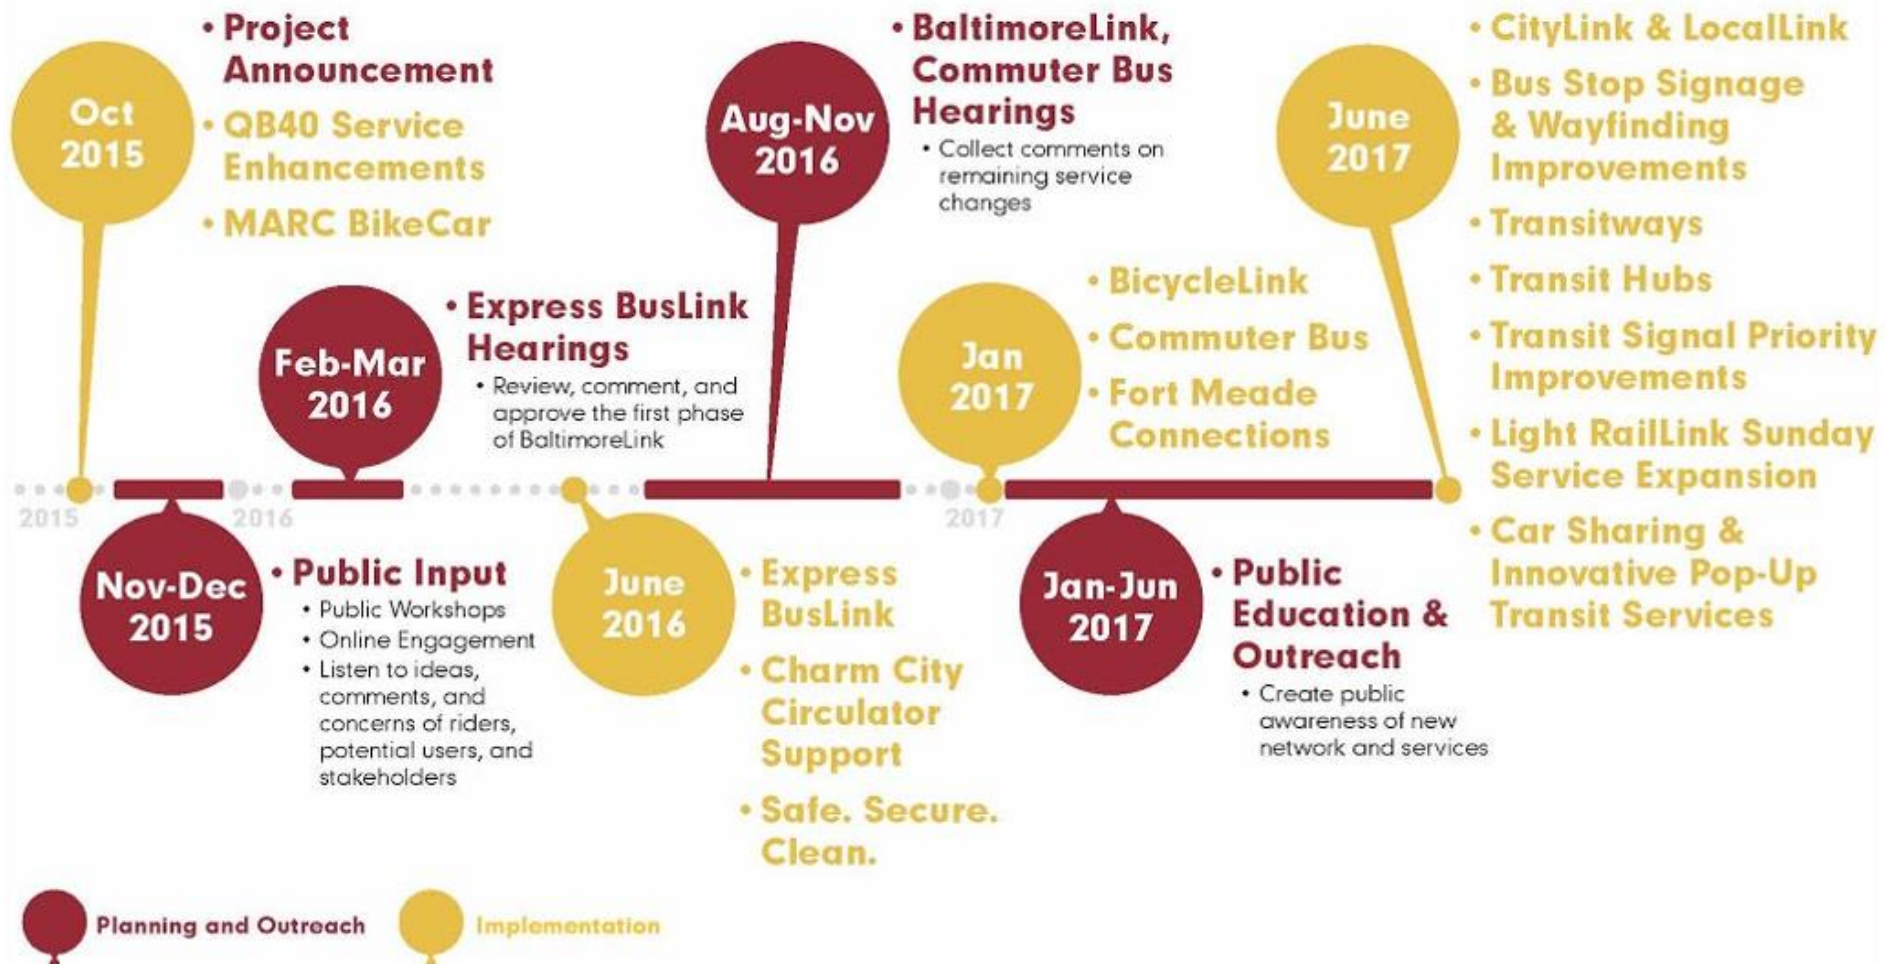 Oct
2015
• Project
Announcement
• QB40 Service
Enhancements
• MARC BikeCar
Feb-Mar
2016
• Express BusLink
Hearings
• Review, comment, and
approve the first phase
of BaltimoreLink
Aug-Nov
2016
• BaltimoreLink,
Commuter Bus
Hearings
• Collect comments on
remaining service
changes
Jan
2017
• BicycleLink
• Commuter Bus
• Fort Meade
Connections
June
2017
• CityLink & LocalLink
• Bus Stop Signage
& Wayfinding
Improvements
• Transitways
• Transit Hubs
• Transit Signal Priority
Improvements
• Light RailLink Sunday
Service Expansion
• Car Sharing &
Innovative Pop-Up
Transit Services
2015
2016
2017
Nov-Dec
2015
• Public Input
• Public Workshops
• Online Engagement
• Listen to ideas,
comments, and
concerns of riders,
potential users, and
stakeholders
June
2016
• Express
BusLink
• Charm City
Circulator
Support
• Safe. Secure.
Clean.
Jan-Jun
2017
• Public
Education &
Outreach
• Create public
awareness of new
network and services
Planning and Outreach
Implementation